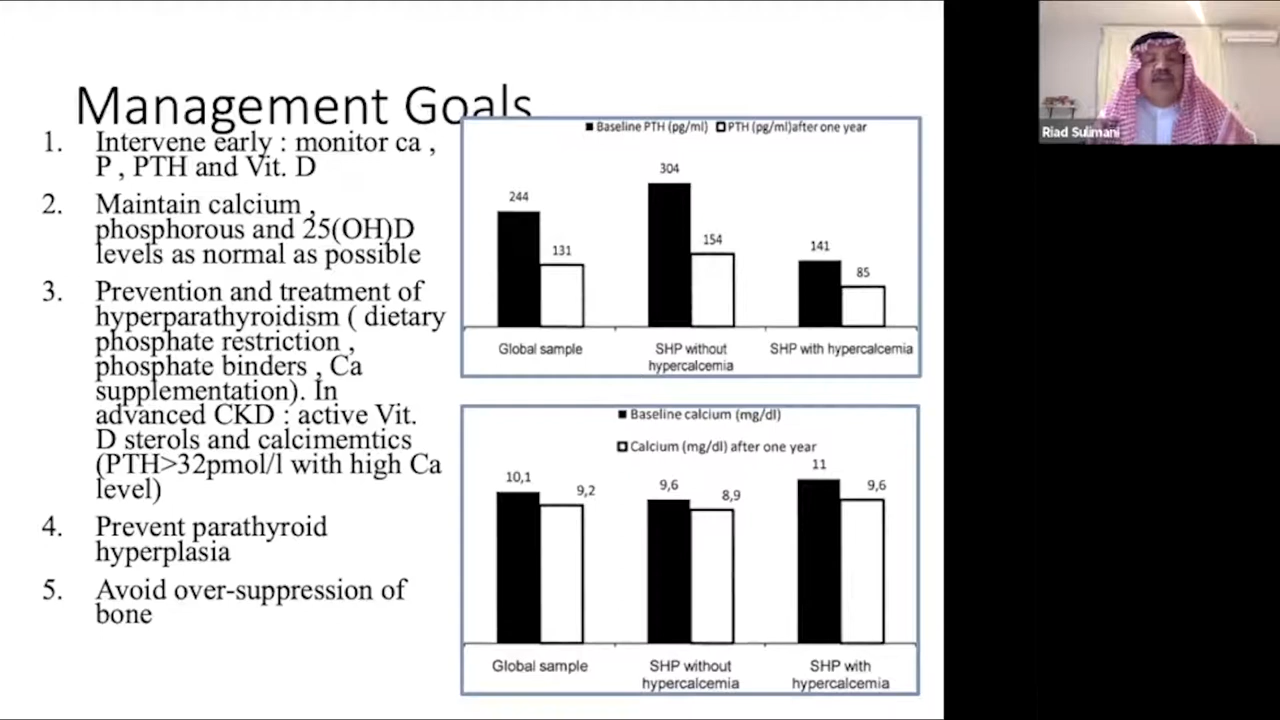 Management Goals
1. Intervene early : monitor ca ,
P , PTH and Vit. D
2. Maintain calcium ,
phosphorous and 25(OH)D
levels as normal as possible
3. Prevention and treatment of
hyperparathyroidism ( dietary
phosphate restriction ,
phosphate binders , Ca
supplementation). In
advanced CKD : active Vit.
D sterols and calcimemtics
(PTH>32pmol/l with high Ca
level)
4. Prevent parathyroid
hyperplasia
5. Avoid over-suppression of
bone
Baseline PTH (pg/ml) PTH (pg/ml)after one year
304
244
154
141
131
85
Global sample
SHP without
hypercalcemia
SHP with hypercalcemia
Baseline calcium (mg/dl)
Calcium (mg/dl) after one year
10,1
9,2
9,6
8,9
11
9,6
Global sample
SHP without
hypercalcemia
SHP with
hypercalcemia
Riad Sulimani